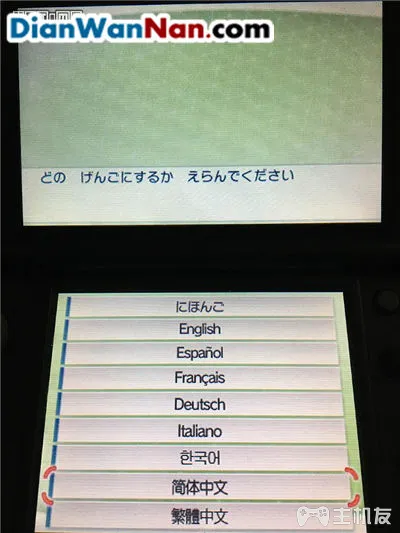 DianWanNan.com
どの げんごにするか えらんでください
にほんご
English
Español
Français
Deutsch
Italiano
한국어
简体中文
繁體中文
主机友